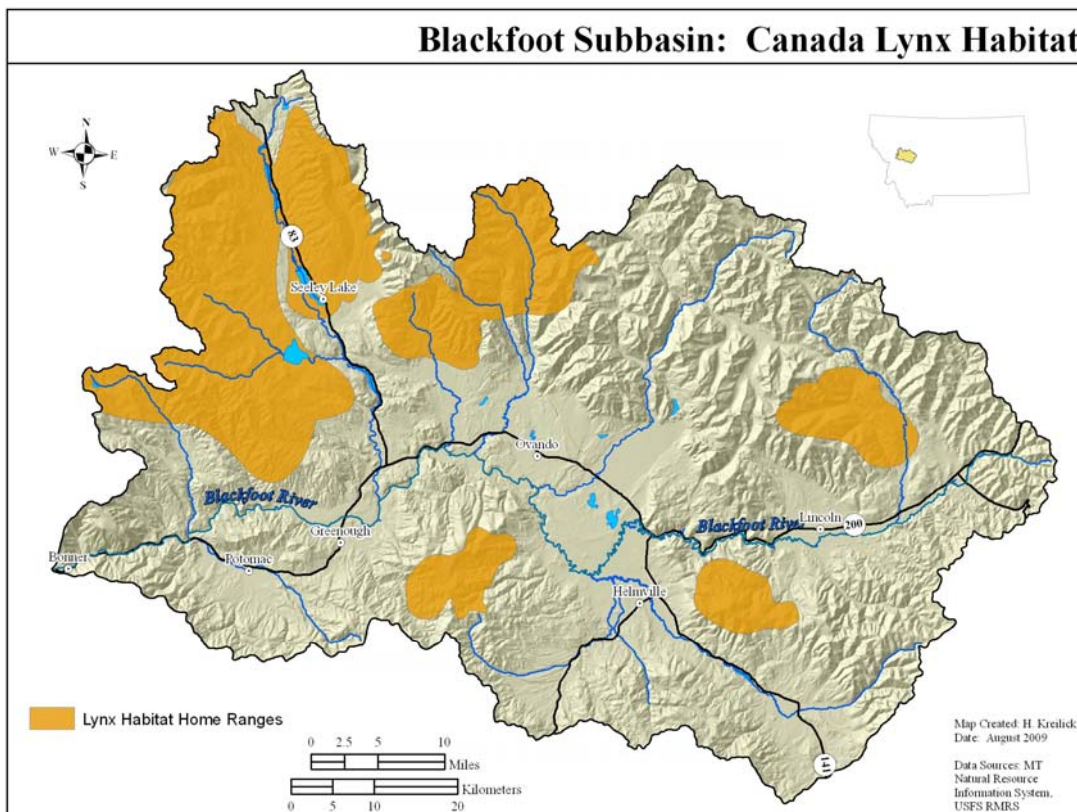 Blackfoot Subbasin: Canada Lynx Habitat
N
W E
S
83
Seeley Lake
Ovando
Blackfoot River
Blackfoot River
Lincoln
200
Greenough
Bonner
Potomac
Helmville
141
Lynx Habitat Home Ranges
0 2.5 5 10
Miles
Kilometers
0 5 10 20
Map Created: H. Kreilick
Date: August 2009
Data Sources: MT
Natural Resource
Information System,
USFS RMRS